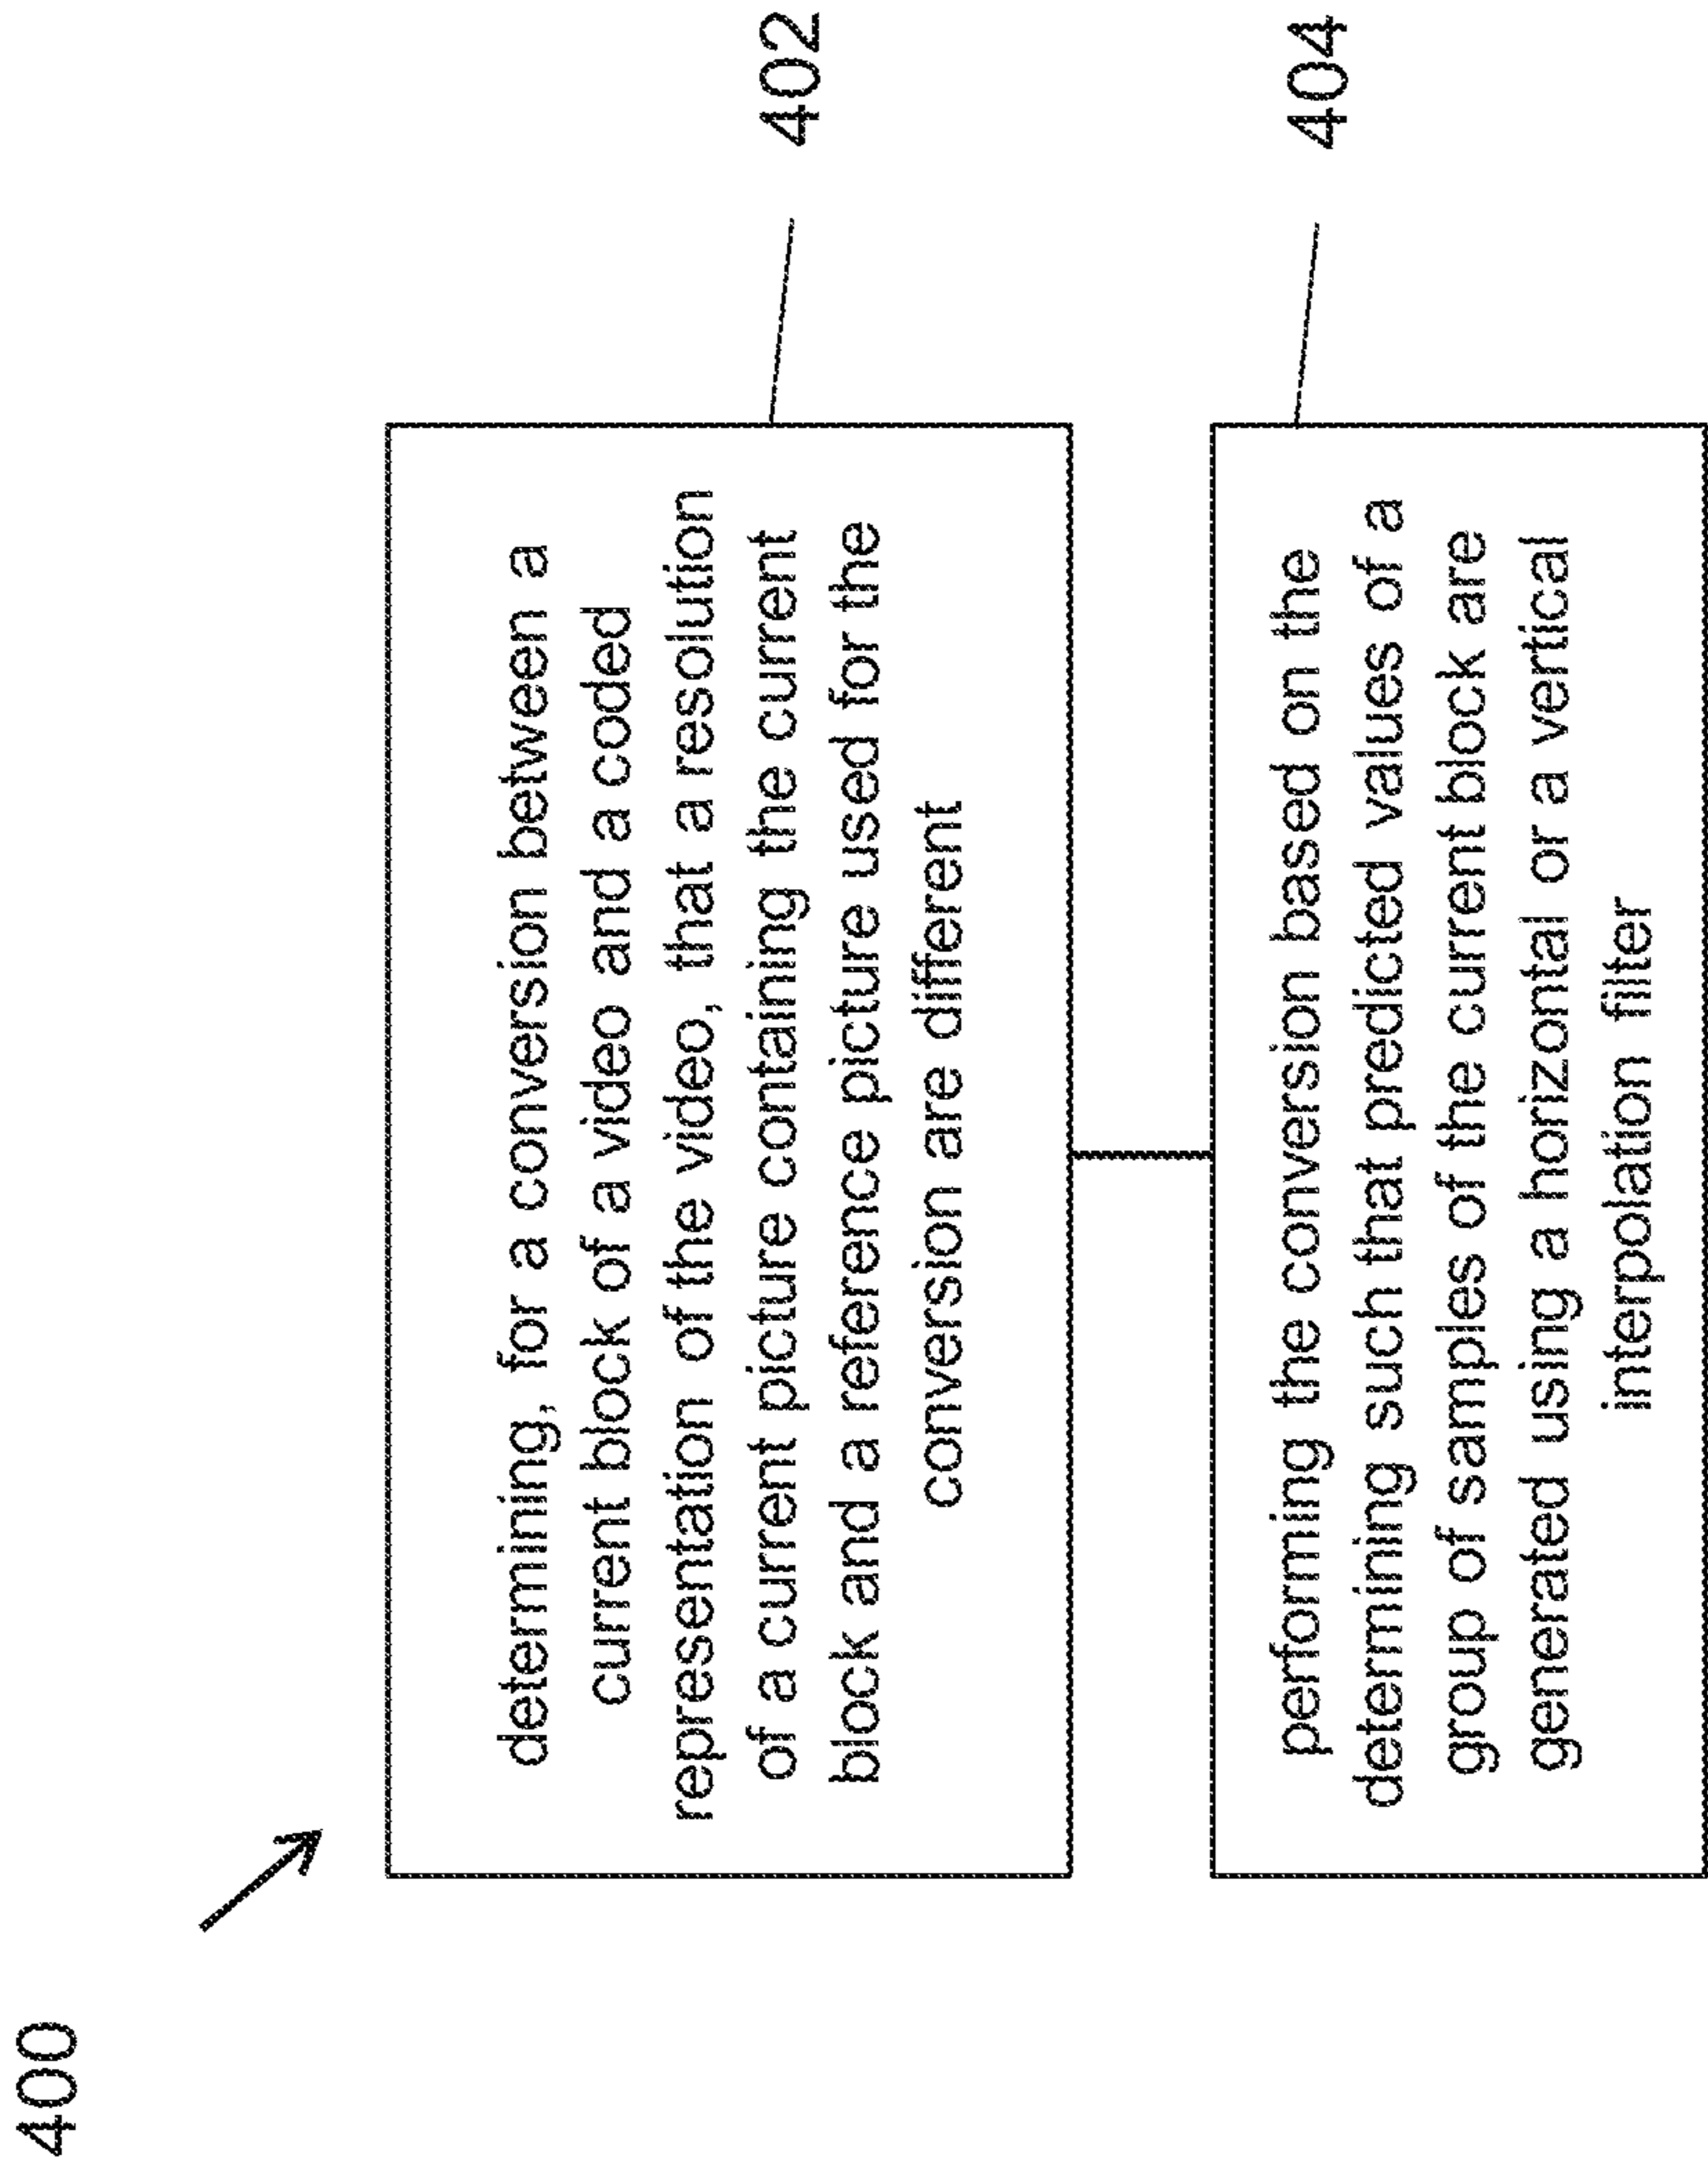 400
determining, for a conversion between a
current block of a video and a coded
representation of the video, that a resolution
of a current picture containing the current
block and a reference picture used for the
conversion are different
402
performing the conversion based on the
determining such that predicted values of a
group of samples of the current block are
generated using a horizontal or a vertical
interpolation filter
404